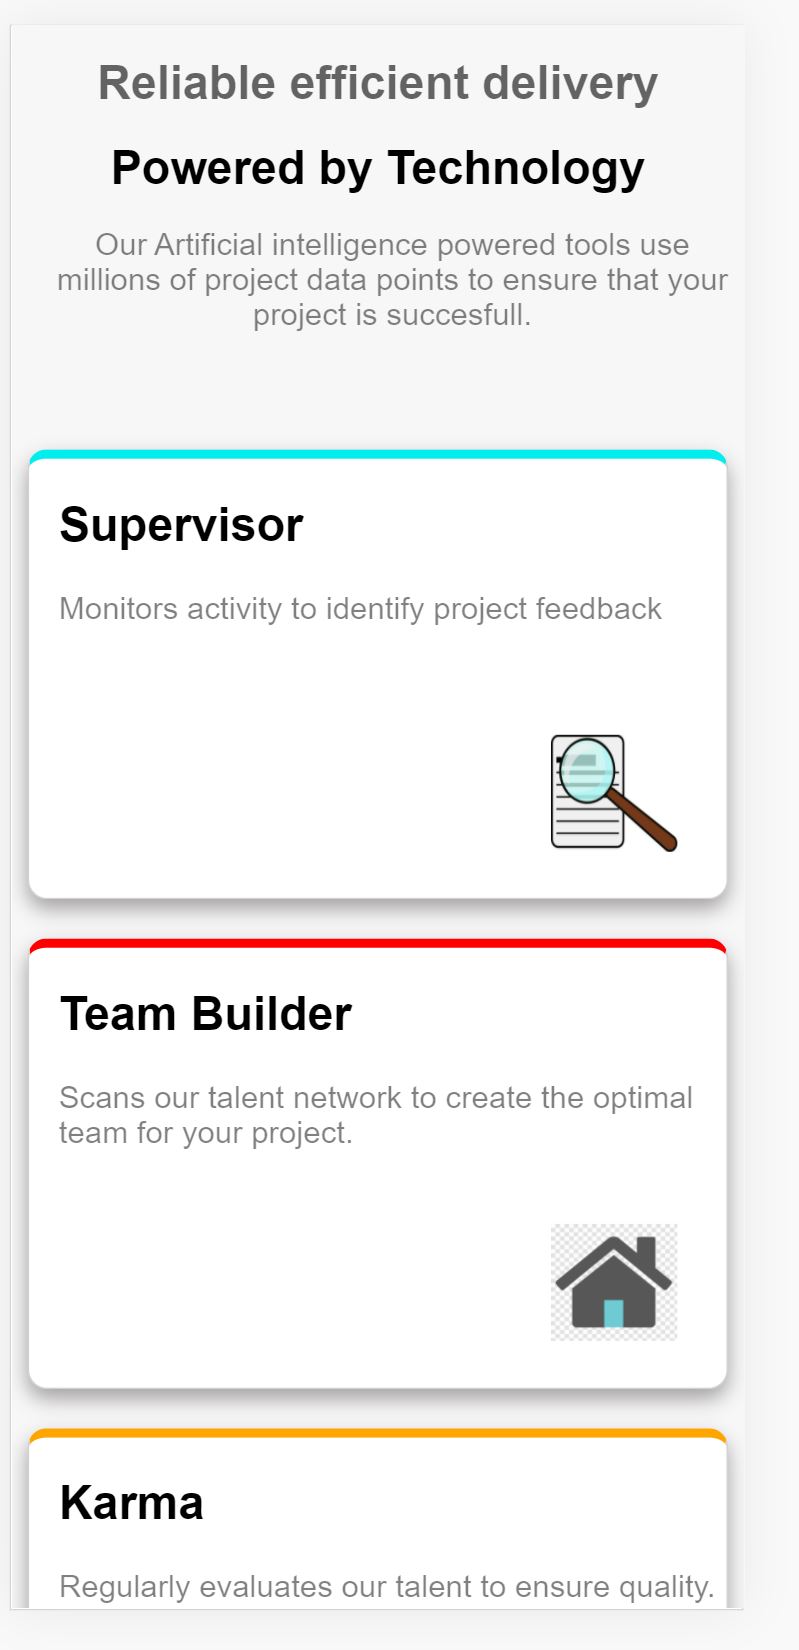 Reliable efficient delivery
Powered by Technology
Our Artificial intelligence powered tools use
millions of project data points to ensure that your
project is succesfull.
Supervisor
Monitors activity to identify project feedback
Team Builder
Scans our talent network to create the optimal
team for your project.
Karma
Regularly evaluates our talent to ensure quality.